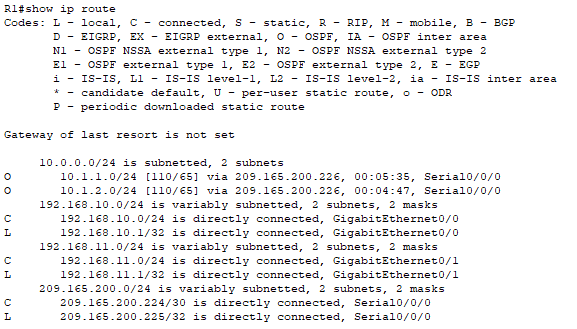 R1#show ip route
Codes: L - local, C - connected, S - static, R - RIP, M - mobile, B - BGP
       D - EIGRP, EX - EIGRP external, O - OSPF, IA - OSPF inter area
       N1 - OSPF NSSA external type 1, N2 - OSPF NSSA external type 2
       E1 - OSPF external type 1, E2 - OSPF external type 2, E - EGP
       i - IS-IS, L1 - IS-IS level-1, L2 - IS-IS level-2, ia - IS-IS inter area
       * - candidate default, U - per-user static route, o - ODR
       P - periodic downloaded static route
Gateway of last resort is not set
     10.0.0.0/24 is subnetted, 2 subnets
O       10.1.1.0/24 [110/65] via 209.165.200.226, 00:05:35, Serial0/0/0
O       10.1.2.0/24 [110/65] via 209.165.200.226, 00:04:47, Serial0/0/0
     192.168.10.0/24 is variably subnetted, 2 subnets, 2 masks
C       192.168.10.0/24 is directly connected, GigabitEthernet0/0
L       192.168.10.1/32 is directly connected, GigabitEthernet0/0
     192.168.11.0/24 is variably subnetted, 2 subnets, 2 masks
C       192.168.11.0/24 is directly connected, GigabitEthernet0/1
L       192.168.11.1/32 is directly connected, GigabitEthernet0/1
     209.165.200.0/24 is variably subnetted, 2 subnets, 2 masks
C       209.165.200.224/30 is directly connected, Serial0/0/0
L       209.165.200.225/32 is directly connected, Serial0/0/0